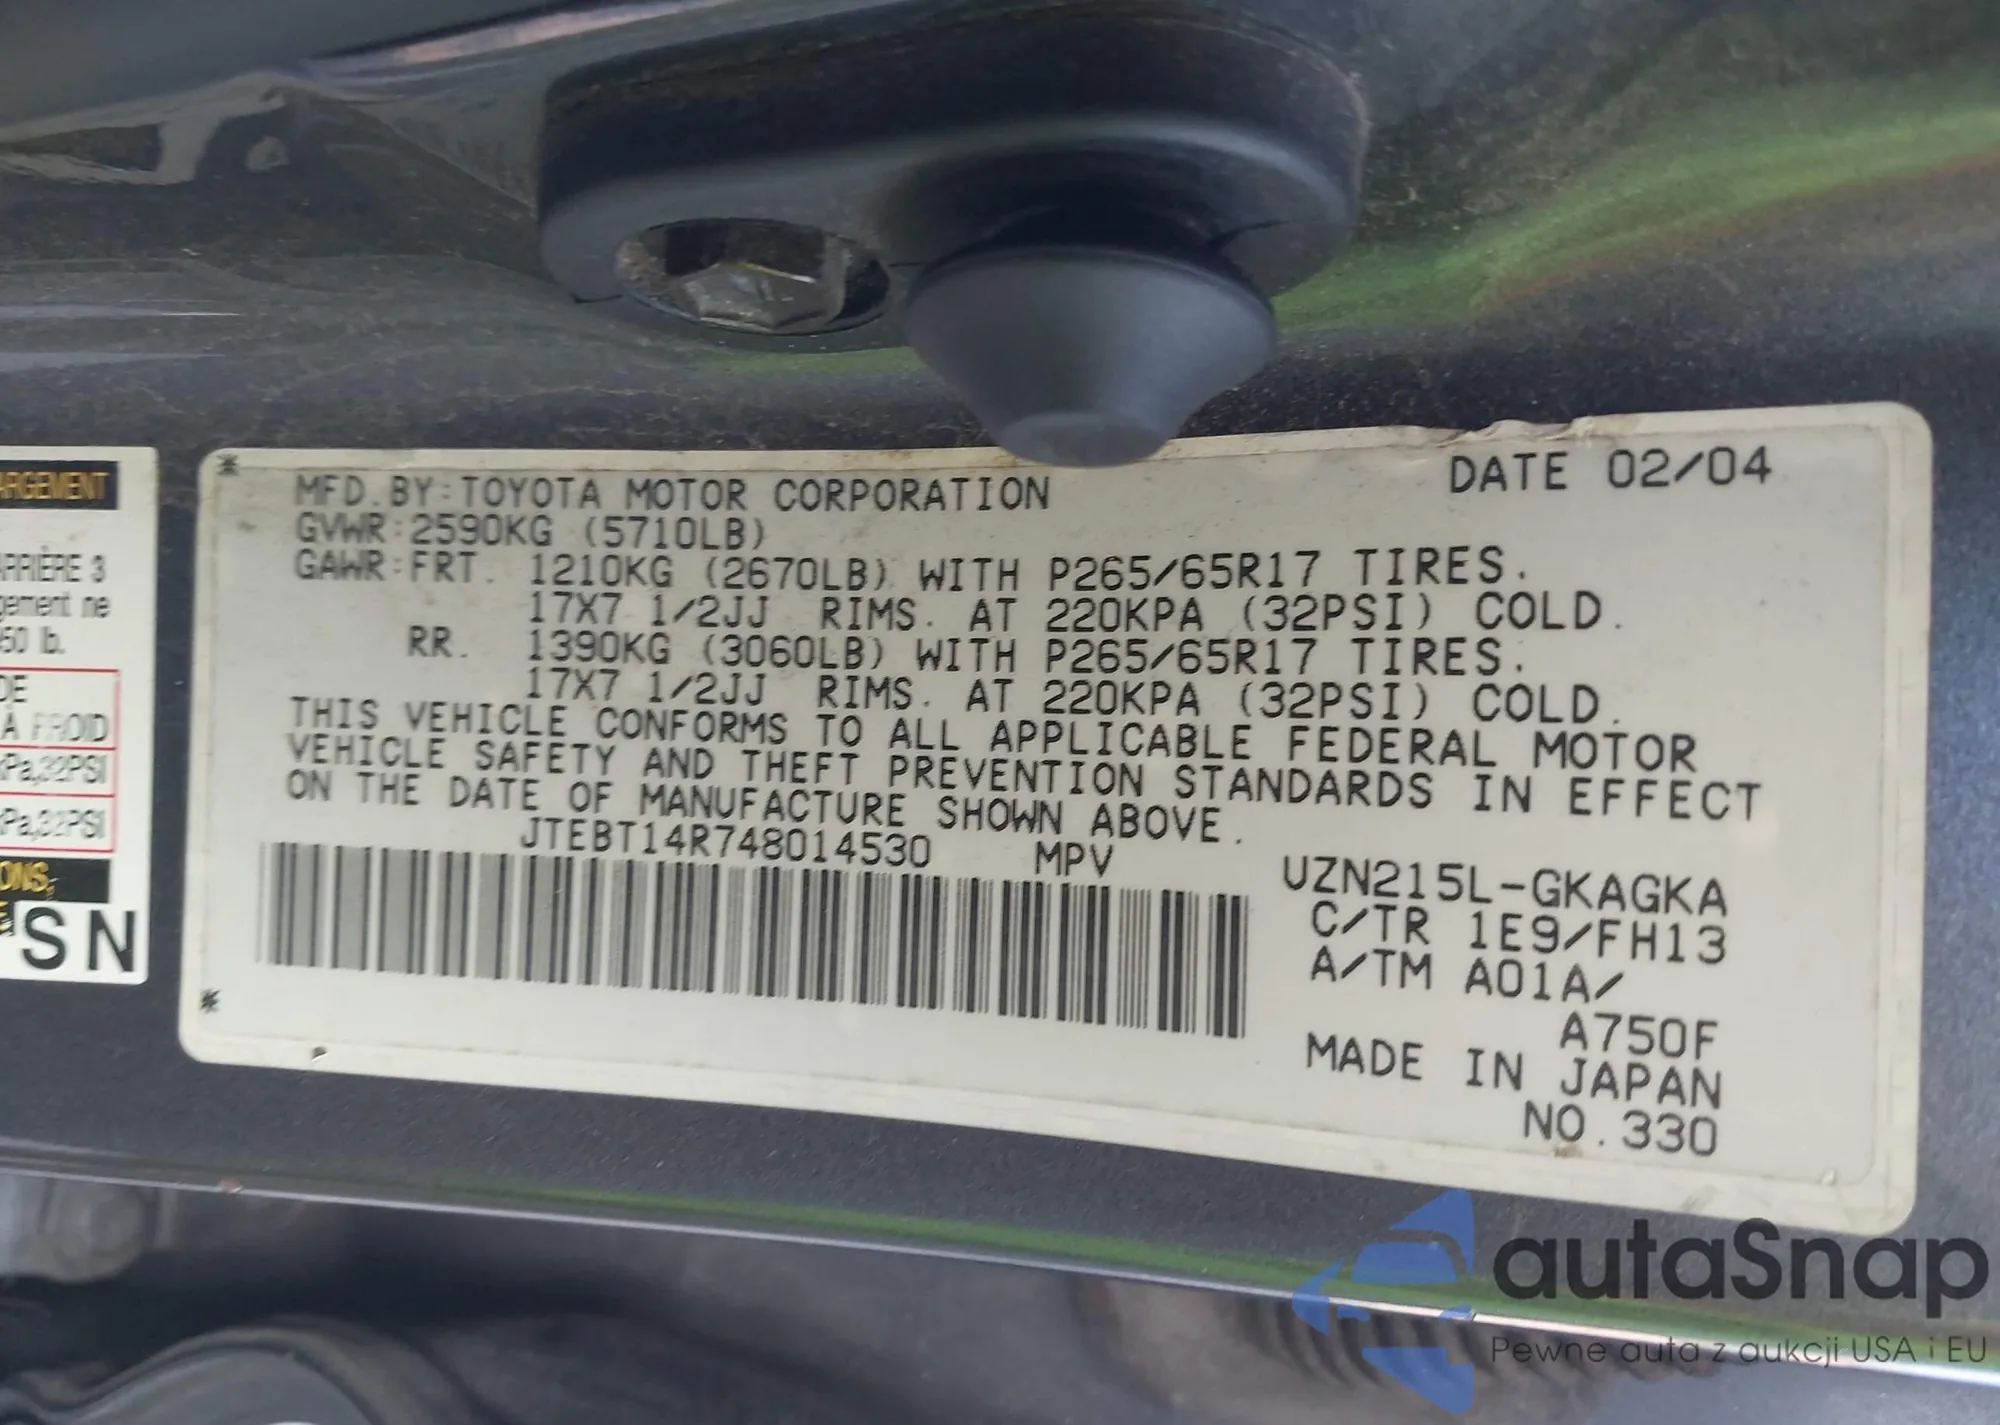 ARGEMENT
ARRIÈRE 3
gement ne
50 lb.
DE
A FROID
kPa,32PSI
kPa,32PSI
ONS,
SN
DATE 02/04
MFD.BY:TOYOTA MOTOR CORPORATION
GVWR:2590KG (5710LB)
GAWR:FRT. 1210KG (2670LB) WITH P265/65R17 TIRES.
17X7 1/2JJ RIMS. AT 220KPA (32PSI) COLD.
RR. 1390KG (3060LB) WITH P265/65R17 TIRES.
17X7 1/2JJ RIMS. AT 220KPA (32PSI) COLD.
THIS VEHICLE CONFORMS TO ALL APPLICABLE FEDERAL MOTOR
VEHICLE SAFETY AND THEFT PREVENTION STANDARDS IN EFFECT
ON THE DATE OF MANUFACTURE SHOWN ABOVE.
JTEBT14R748014530 MPV
UZN215L-GKAGKA
C/TR 1E9/FH13
A/TM A01A/
A750F
MADE IN JAPAN
NO.330
autaSnap
Pewne auta z aukcji USA i EU